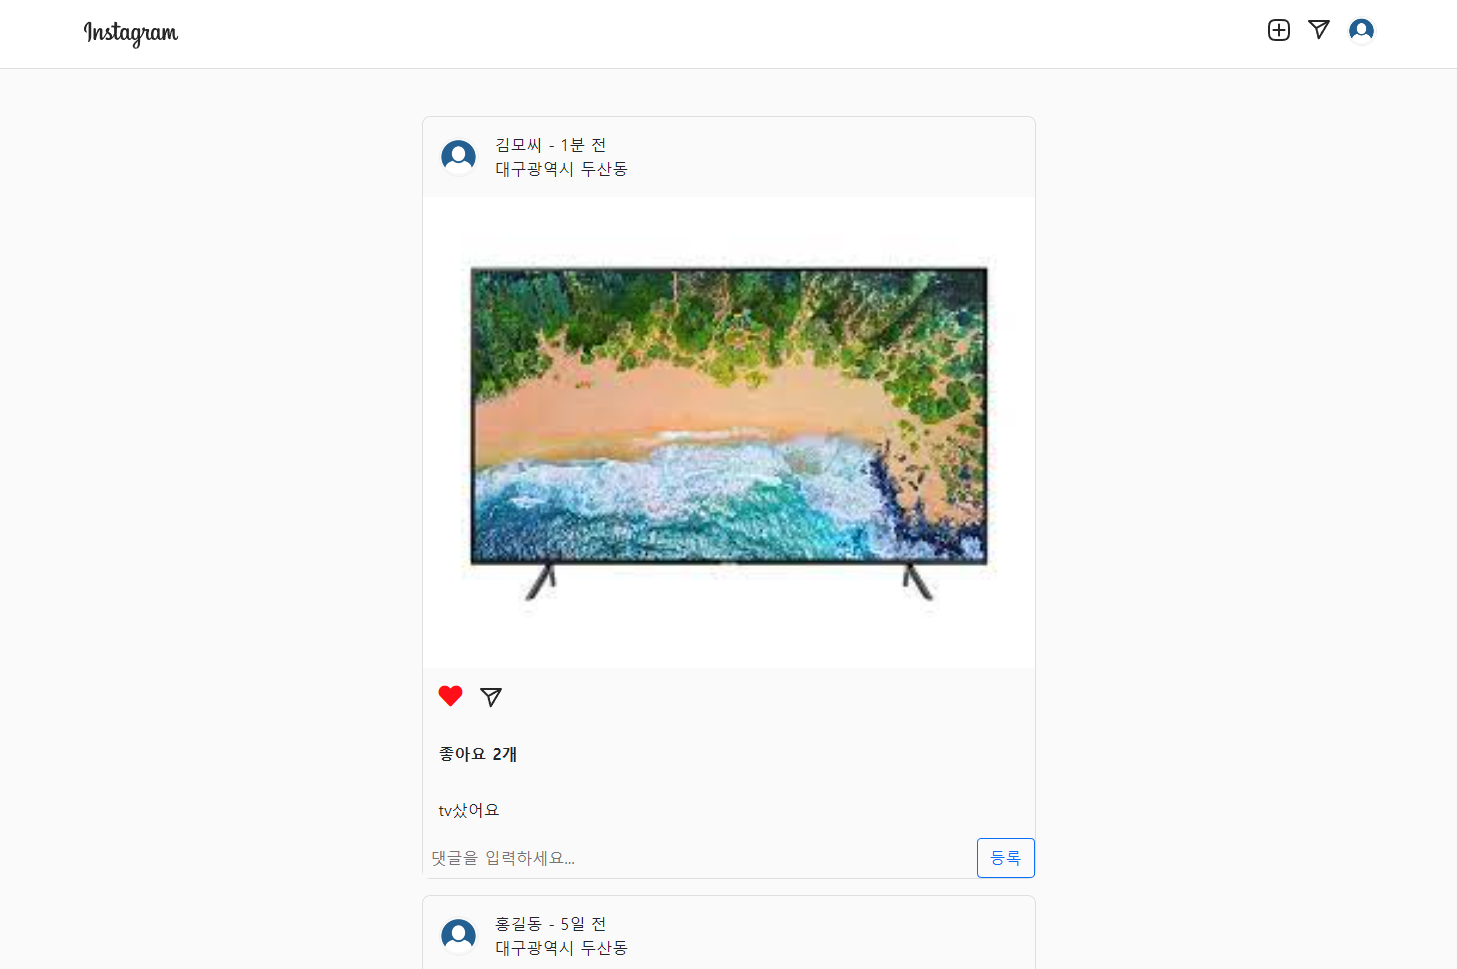 Instagram
김모씨 - 1분 전
대구광역시 두산동
좋아요 2개
tv샀어요
댓글을 입력하세요...
등록
홍길동 - 5일 전
대구광역시 두산동